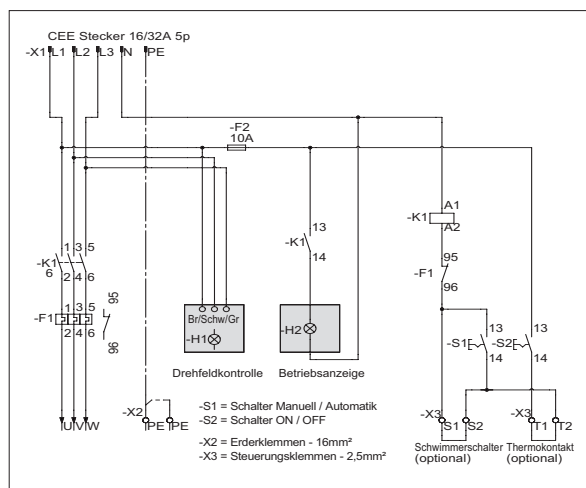 CEE Stecker 16/32A 5p
-X1 L1 L2 L3 N PE
-F2
10A
A1
-K1
A2
13
-K1
14
1 3 5
-K1
6
2 4 6
95
-F1
96
1 3 5
-F1
2 4 6
95
96
Br/Schw/Gr
-H1
-H2
13
-S1
14
13
-S2
14
Drehfeldkontrolle
Betriebsanzeige
-X2
PE PE
U V W
-S1 = Schalter Manuell / Automatik
-S2 = Schalter ON / OFF
-X2 = Erderklemmen - 16mm²
-X3 = Steuerungsklemmen - 2,5mm²
-X3
S1 S2
-X3
T1 T2
Schwimmerschalter
(optional)
Thermokontakt
(optional)